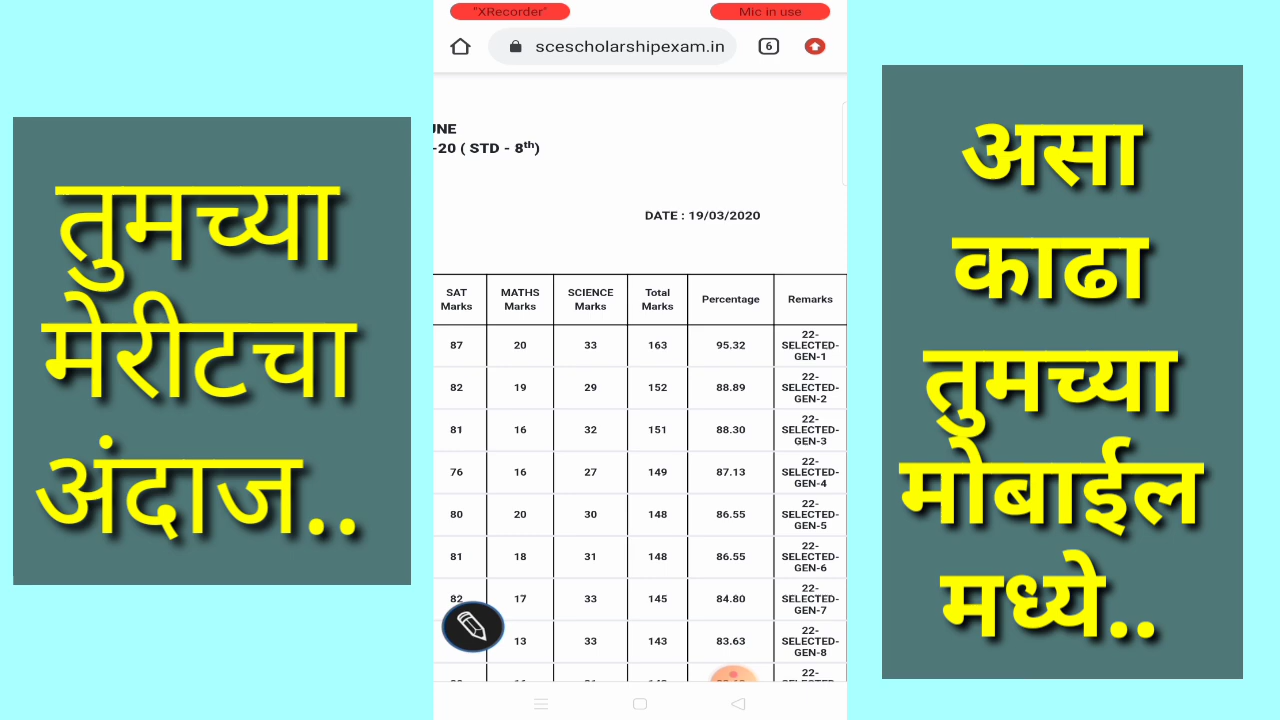 तुमच्या
मेरीटचा
अंदाज..
"XRecorder"
Mic in use
scescholarshipexam.in
6
UNE
-20 ( STD - 8th)
DATE : 19/03/2020
SAT Marks MATHS Marks SCIENCE Marks Total Marks Percentage Remarks
87 20 33 163 95.32 22-SELECTED-GEN-1
82 19 29 152 88.89 22-SELECTED-GEN-2
81 16 32 151 88.30 22-SELECTED-GEN-3
76 16 27 149 87.13 22-SELECTED-GEN-4
80 20 30 148 86.55 22-SELECTED-GEN-5
81 18 31 148 86.55 22-SELECTED-GEN-6
82 17 33 145 84.80 22-SELECTED-GEN-7
13 33 143 83.63 22-SELECTED-GEN-8
22-
असा
काढा
तुमच्या
मोबाईल
मध्ये..